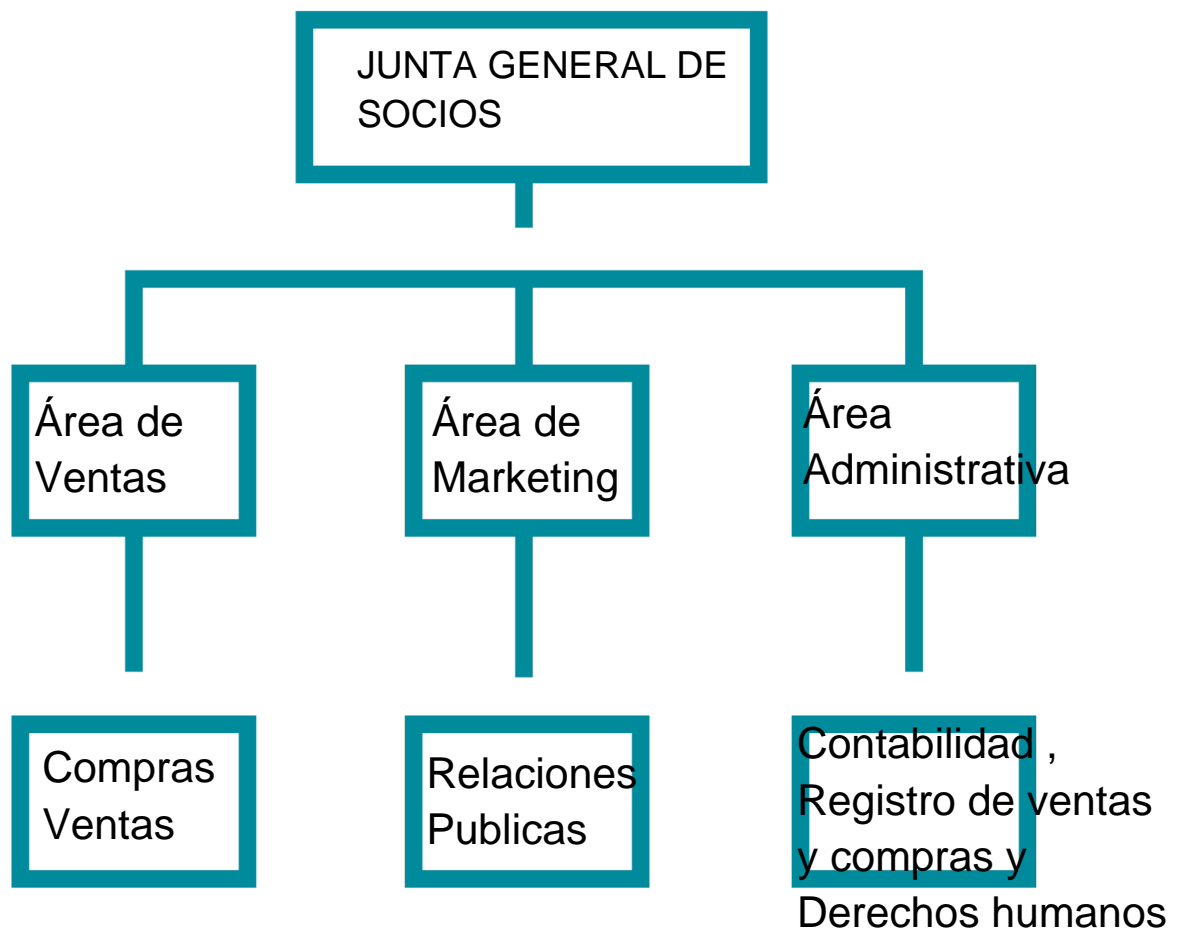 JUNTA GENERAL DE
SOCIOS
Área de
Ventas
Área de
Marketing
Área
Administrativa
Compras
Ventas
Relaciones
Publicas
Contabilidad ,
Registro de ventas
y compras y
Derechos humanos